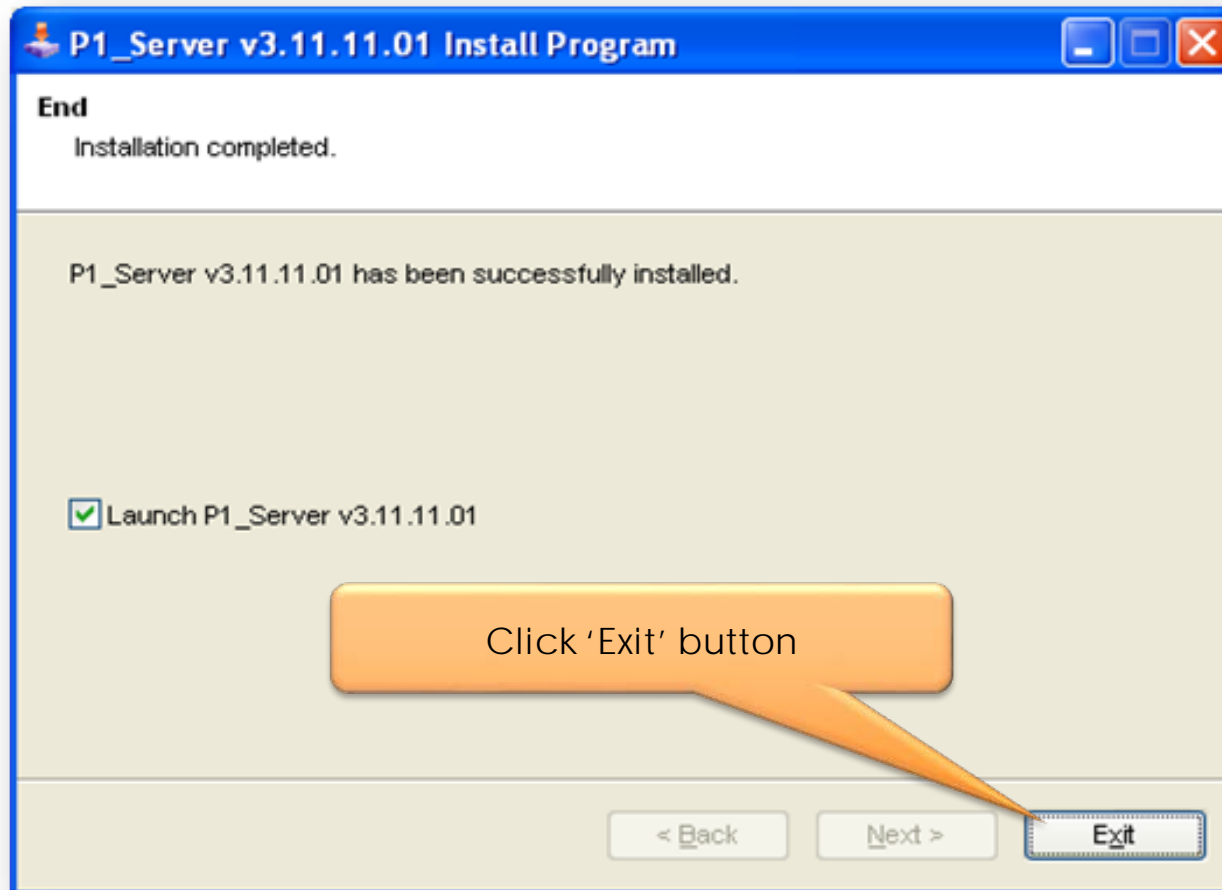 P1_Server v3.11.11.01 Install Program
End
Installation completed.
P1_Server v3.11.11.01 has been successfully installed.
Launch P1_Server v3.11.11.01
Click ‘Exit’ button
< Back Next > Exit